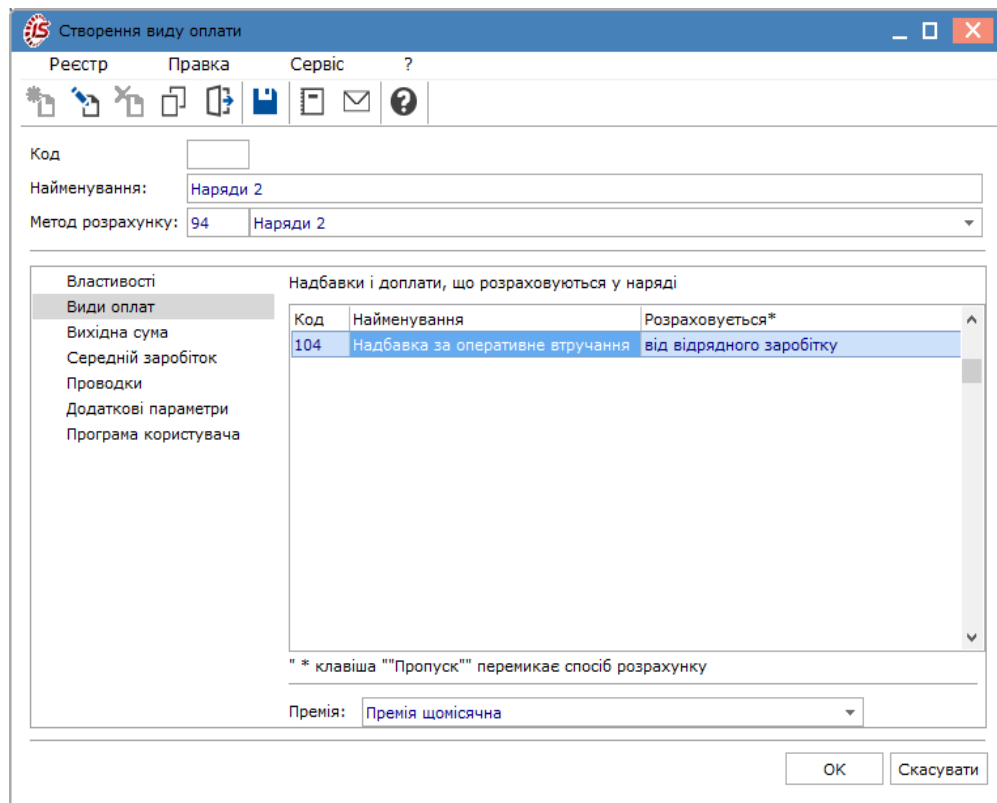 Створення виду оплати
Реєстр Правка Сервіс ?
Код
Найменування: Наряди 2
Метод розрахунку: 94 Наряди 2
Властивості
Види оплат
Вихідна сума
Середній заробіток
Проводки
Додаткові параметри
Програма користувача
Надбавки і доплати, що розраховуються у наряді
Код Найменування Розраховується*
104 Надбавка за оперативне втручання від відрядного заробітку
" * клавіша ""Пропуск"" перемикає спосіб розрахунку
Премія: Премія щомісячна
OK Скасувати